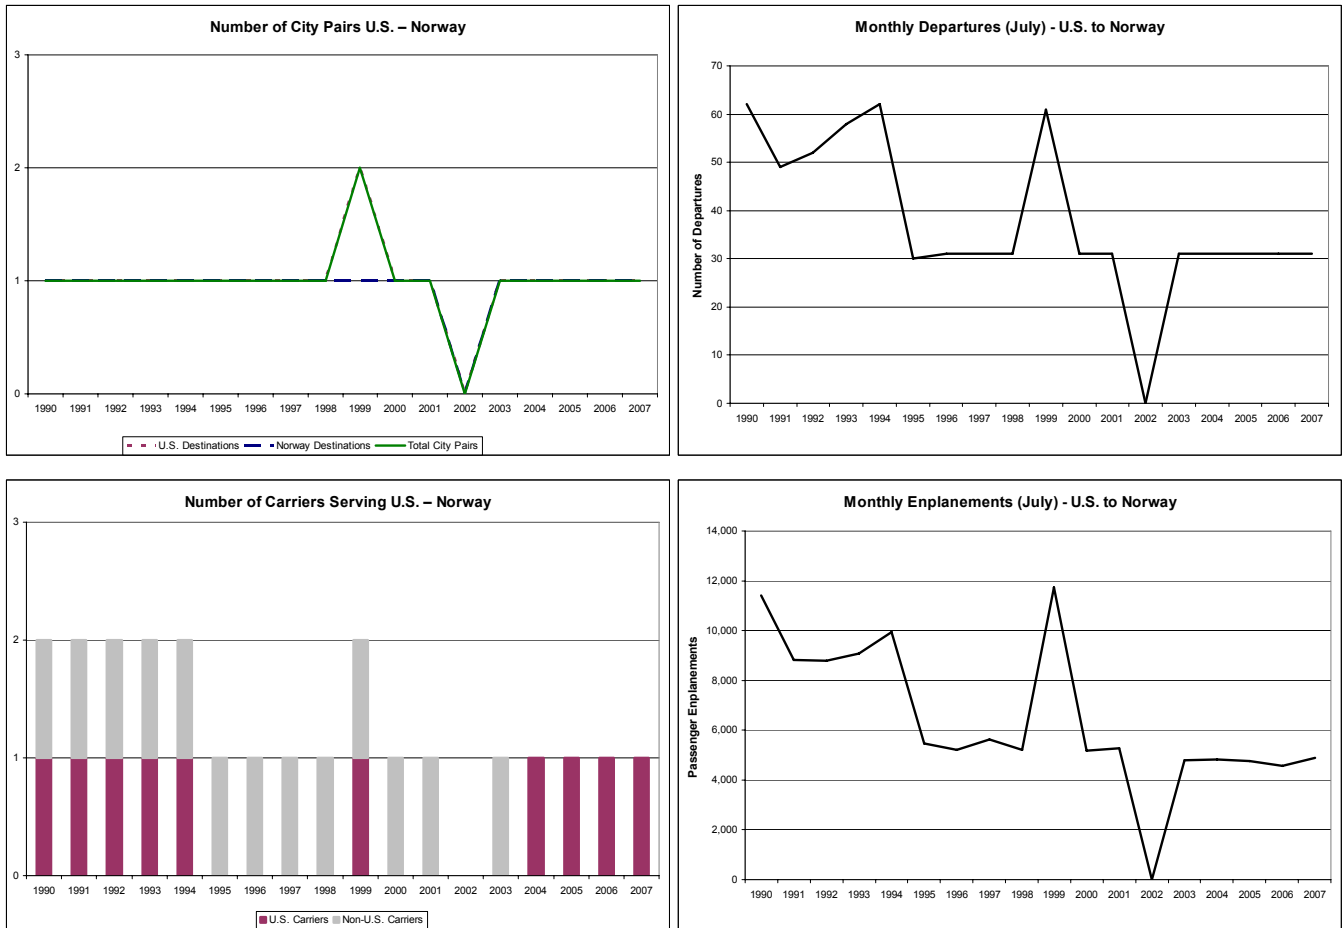 Number of City Pairs U.S. – Norway
3
2
1
0
1990 1991 1992 1993 1994 1995 1996 1997 1998 1999 2000 2001 2002 2003 2004 2005 2006 2007
U.S. Destinations Norway Destinations Total City Pairs
Monthly Departures (July) - U.S. to Norway
Number of Departures
70
60
50
40
30
20
10
0
1990 1991 1992 1993 1994 1995 1996 1997 1998 1999 2000 2001 2002 2003 2004 2005 2006 2007
Number of Carriers Serving U.S. – Norway
3
2
1
0
1990 1991 1992 1993 1994 1995 1996 1997 1998 1999 2000 2001 2002 2003 2004 2005 2006 2007
U.S. Carriers Non-U.S. Carriers
Monthly Enplanements (July) - U.S. to Norway
Passenger Enplanements
14,000
12,000
10,000
8,000
6,000
4,000
2,000
0
1990 1991 1992 1993 1994 1995 1996 1997 1998 1999 2000 2001 2002 2003 2004 2005 2006 2007